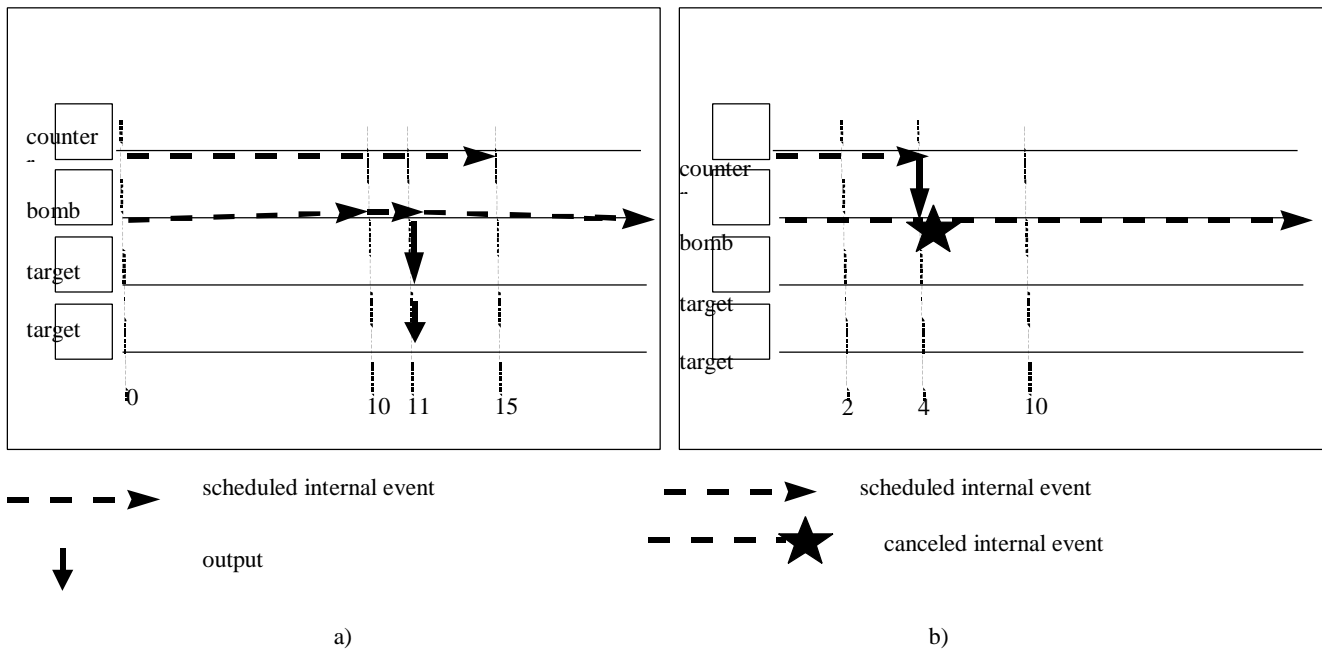 counter
bomb
target
target
0
10
11
15
scheduled internal event
output
a)
counter
bomb
target
target
2
4
10
scheduled internal event
canceled internal event
b)